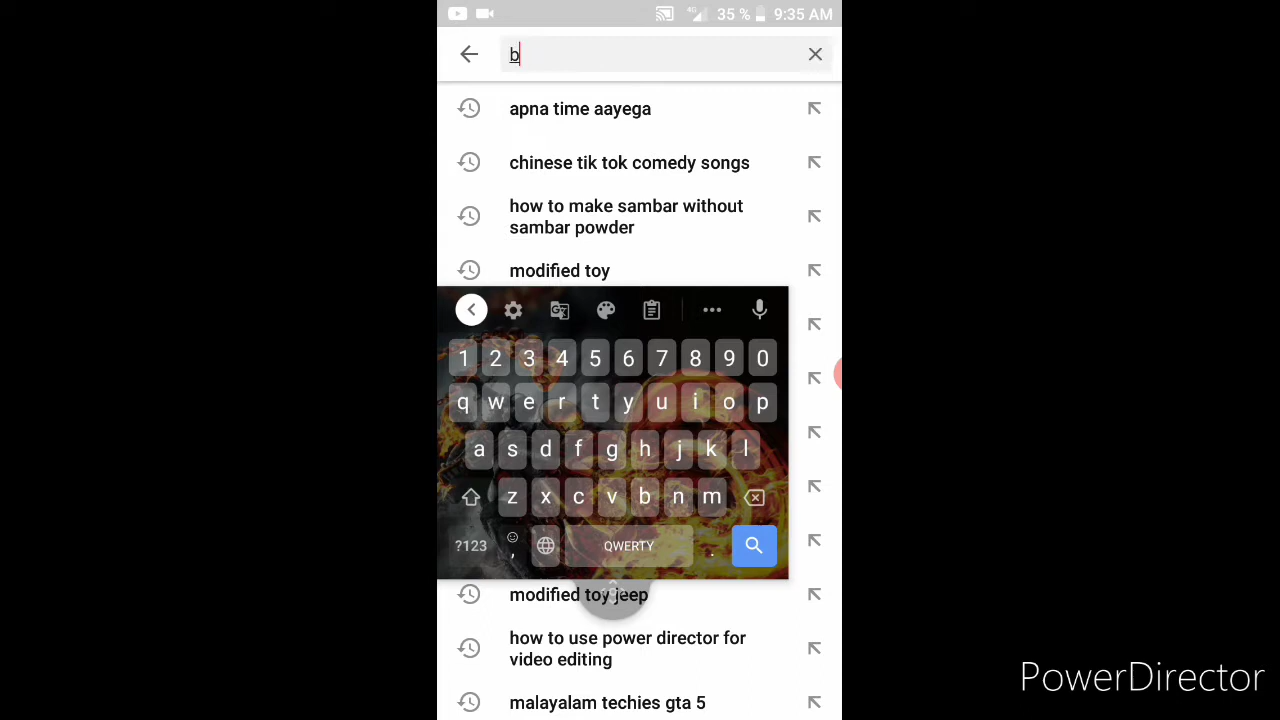 4G 35 % 9:35 AM
b
apna time aayega
chinese tik tok comedy songs
how to make sambar without
sambar powder
modified toy
1 2 3 4 5 6 7 8 9 0
q w e r t y u i o p
a s d f g h j k l
z x c v b n m
?123 , QWERTY .
modified toy jeep
how to use power director for
video editing
malayalam techies gta 5
PowerDirector